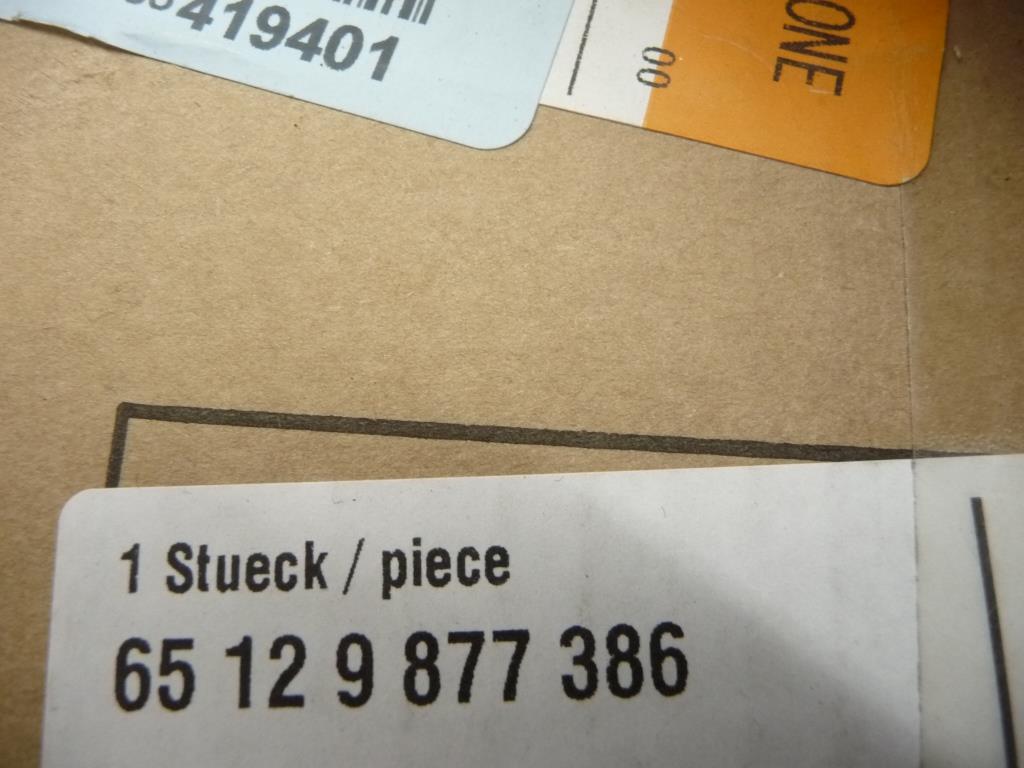 419401
00
ONE
1 Stueck / piece
65 12 9 877 386